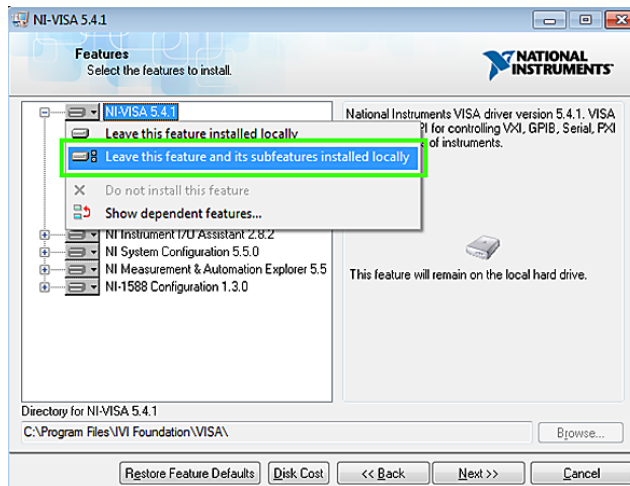 NI-VISA 5.4.1
Features
Select the features to install.
NATIONAL
INSTRUMENTS
NI-VISA 5.4.1
Leave this feature installed locally
Leave this feature and its subfeatures installed locally
Do not install this feature
Show dependent features...
NI Instrument I/O Assistant 2.8.2
NI System Configuration 5.5.0
NI Measurement & Automation Explorer 5.5
NI-1588 Configuration 1.3.0
National Instruments VISA driver version 5.4.1. VISA
for controlling VXI, GPIB, Serial, PXI
of instruments.
This feature will remain on the local hard drive.
Directory for NI-VISA 5.4.1
C:\Program Files\IVI Foundation\VISA\
Browse...
Restore Feature Defaults
Disk Cost
<< Back
Next >>
Cancel